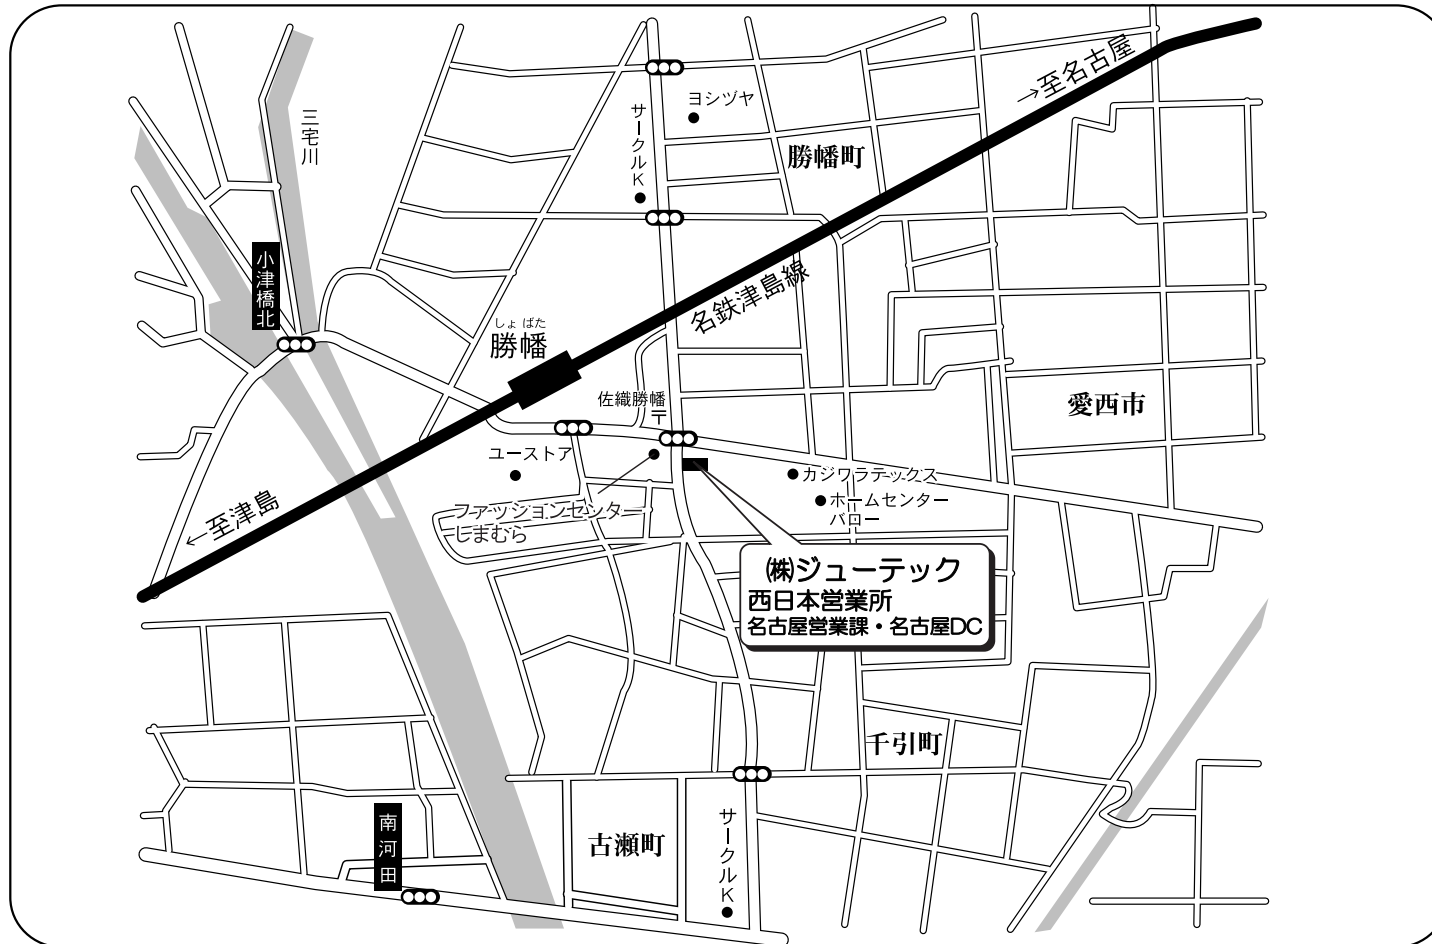 →至名古屋
ヨシヅヤ
サークルK
三宅川
勝幡町
小津橋北
名鉄津島線
しょばた
勝幡
佐織勝幡
〒
愛西市
ユーストア
カジワラテックス
ホームセンター
バロー
←至津島
ファッションセンター
しまむら
㈱ジューテック
西日本営業所
名古屋営業課・名古屋DC
千引町
南河田
古瀬町
サークルK